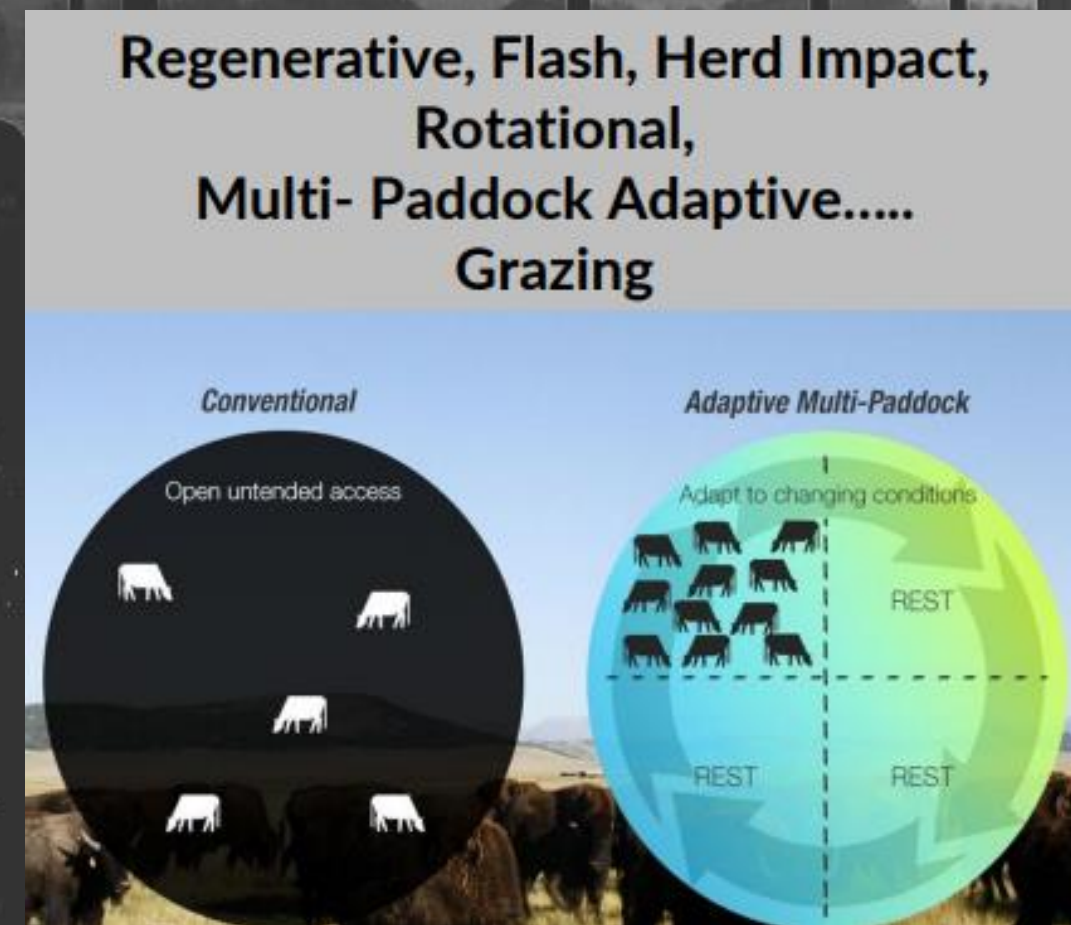 Regenerative, Flash, Herd Impact,
Rotational,
Multi- Paddock Adaptive.....
Grazing
Conventional
Adaptive Multi-Paddock
Open untended access
Adapt to changing conditions
REST
REST
REST